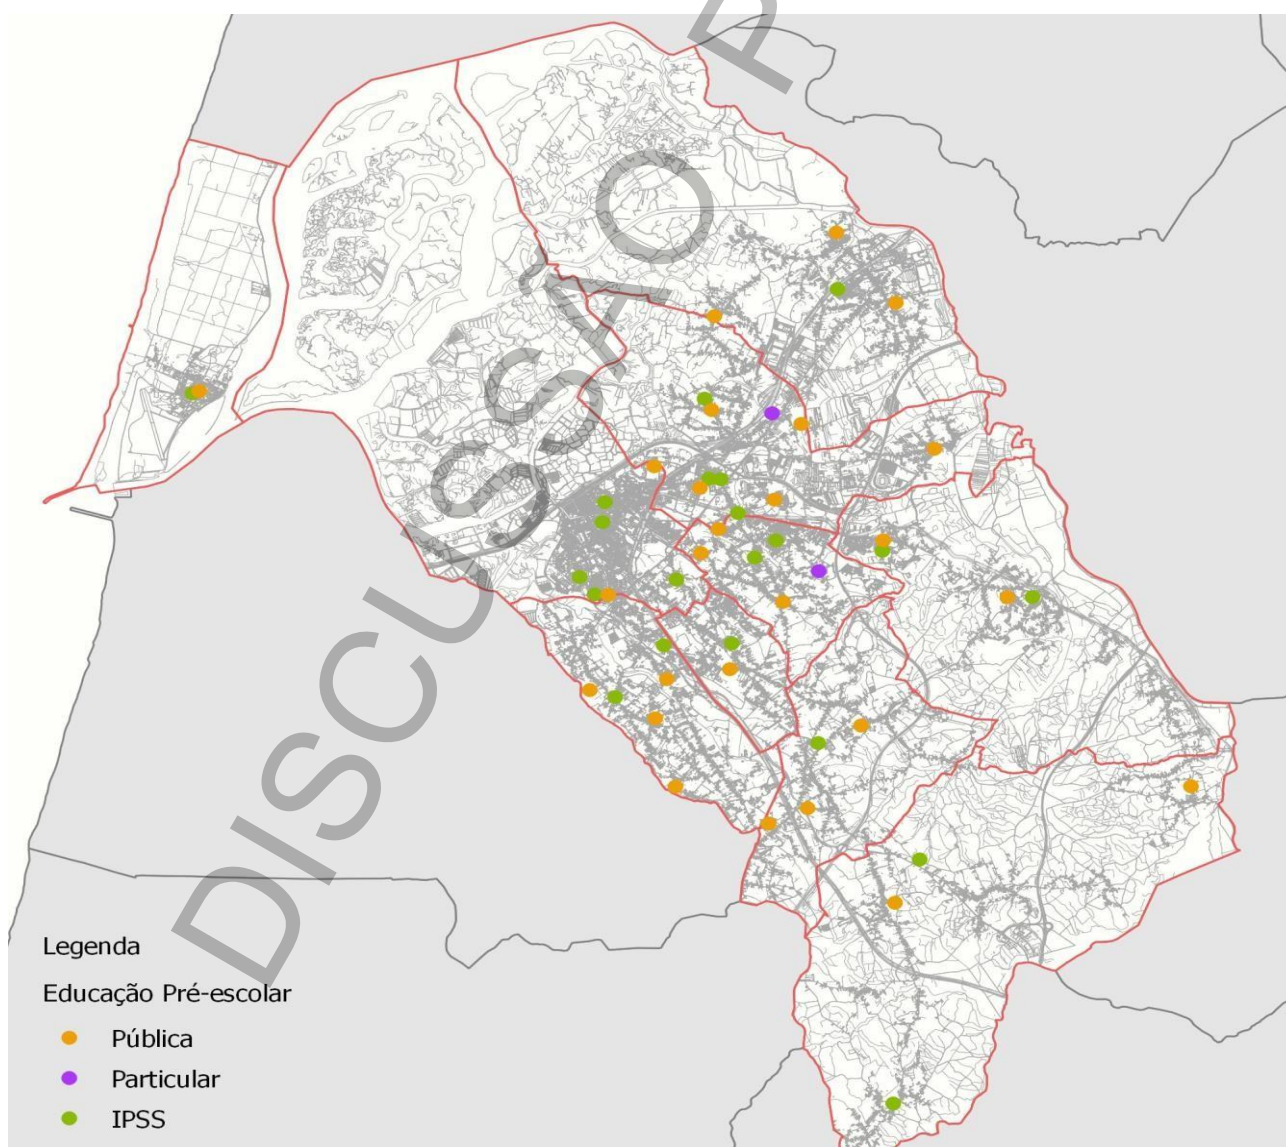 DISCUSSÃO P
Legenda
Educação Pré-escolar
Pública
Particular
IPSS